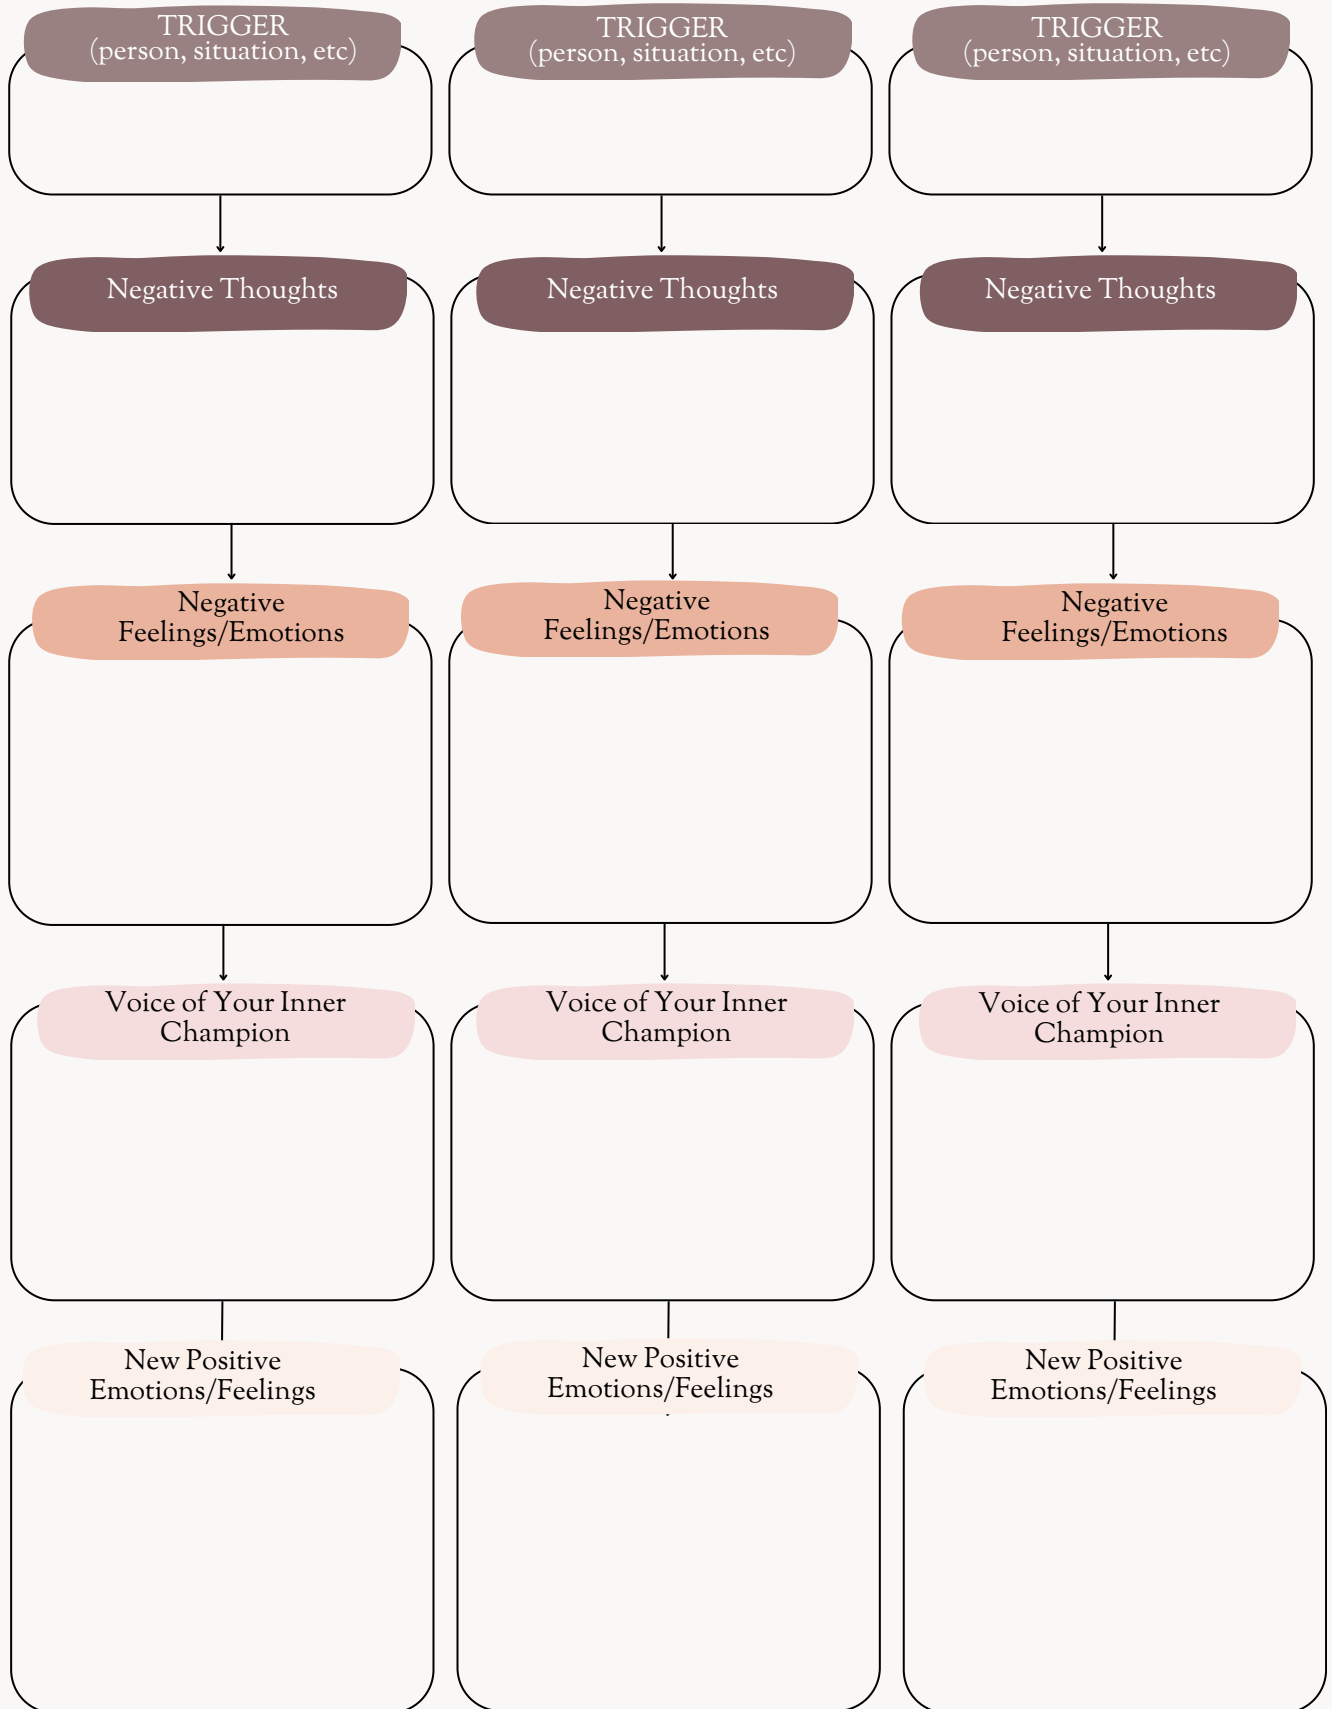 TRIGGER
(person, situation, etc)
TRIGGER
(person, situation, etc)
TRIGGER
(person, situation, etc)
Negative Thoughts
Negative Thoughts
Negative Thoughts
Negative
Feelings/Emotions
Negative
Feelings/Emotions
Negative
Feelings/Emotions
Voice of Your Inner
Champion
Voice of Your Inner
Champion
Voice of Your Inner
Champion
New Positive
Emotions/Feelings
New Positive
Emotions/Feelings
New Positive
Emotions/Feelings